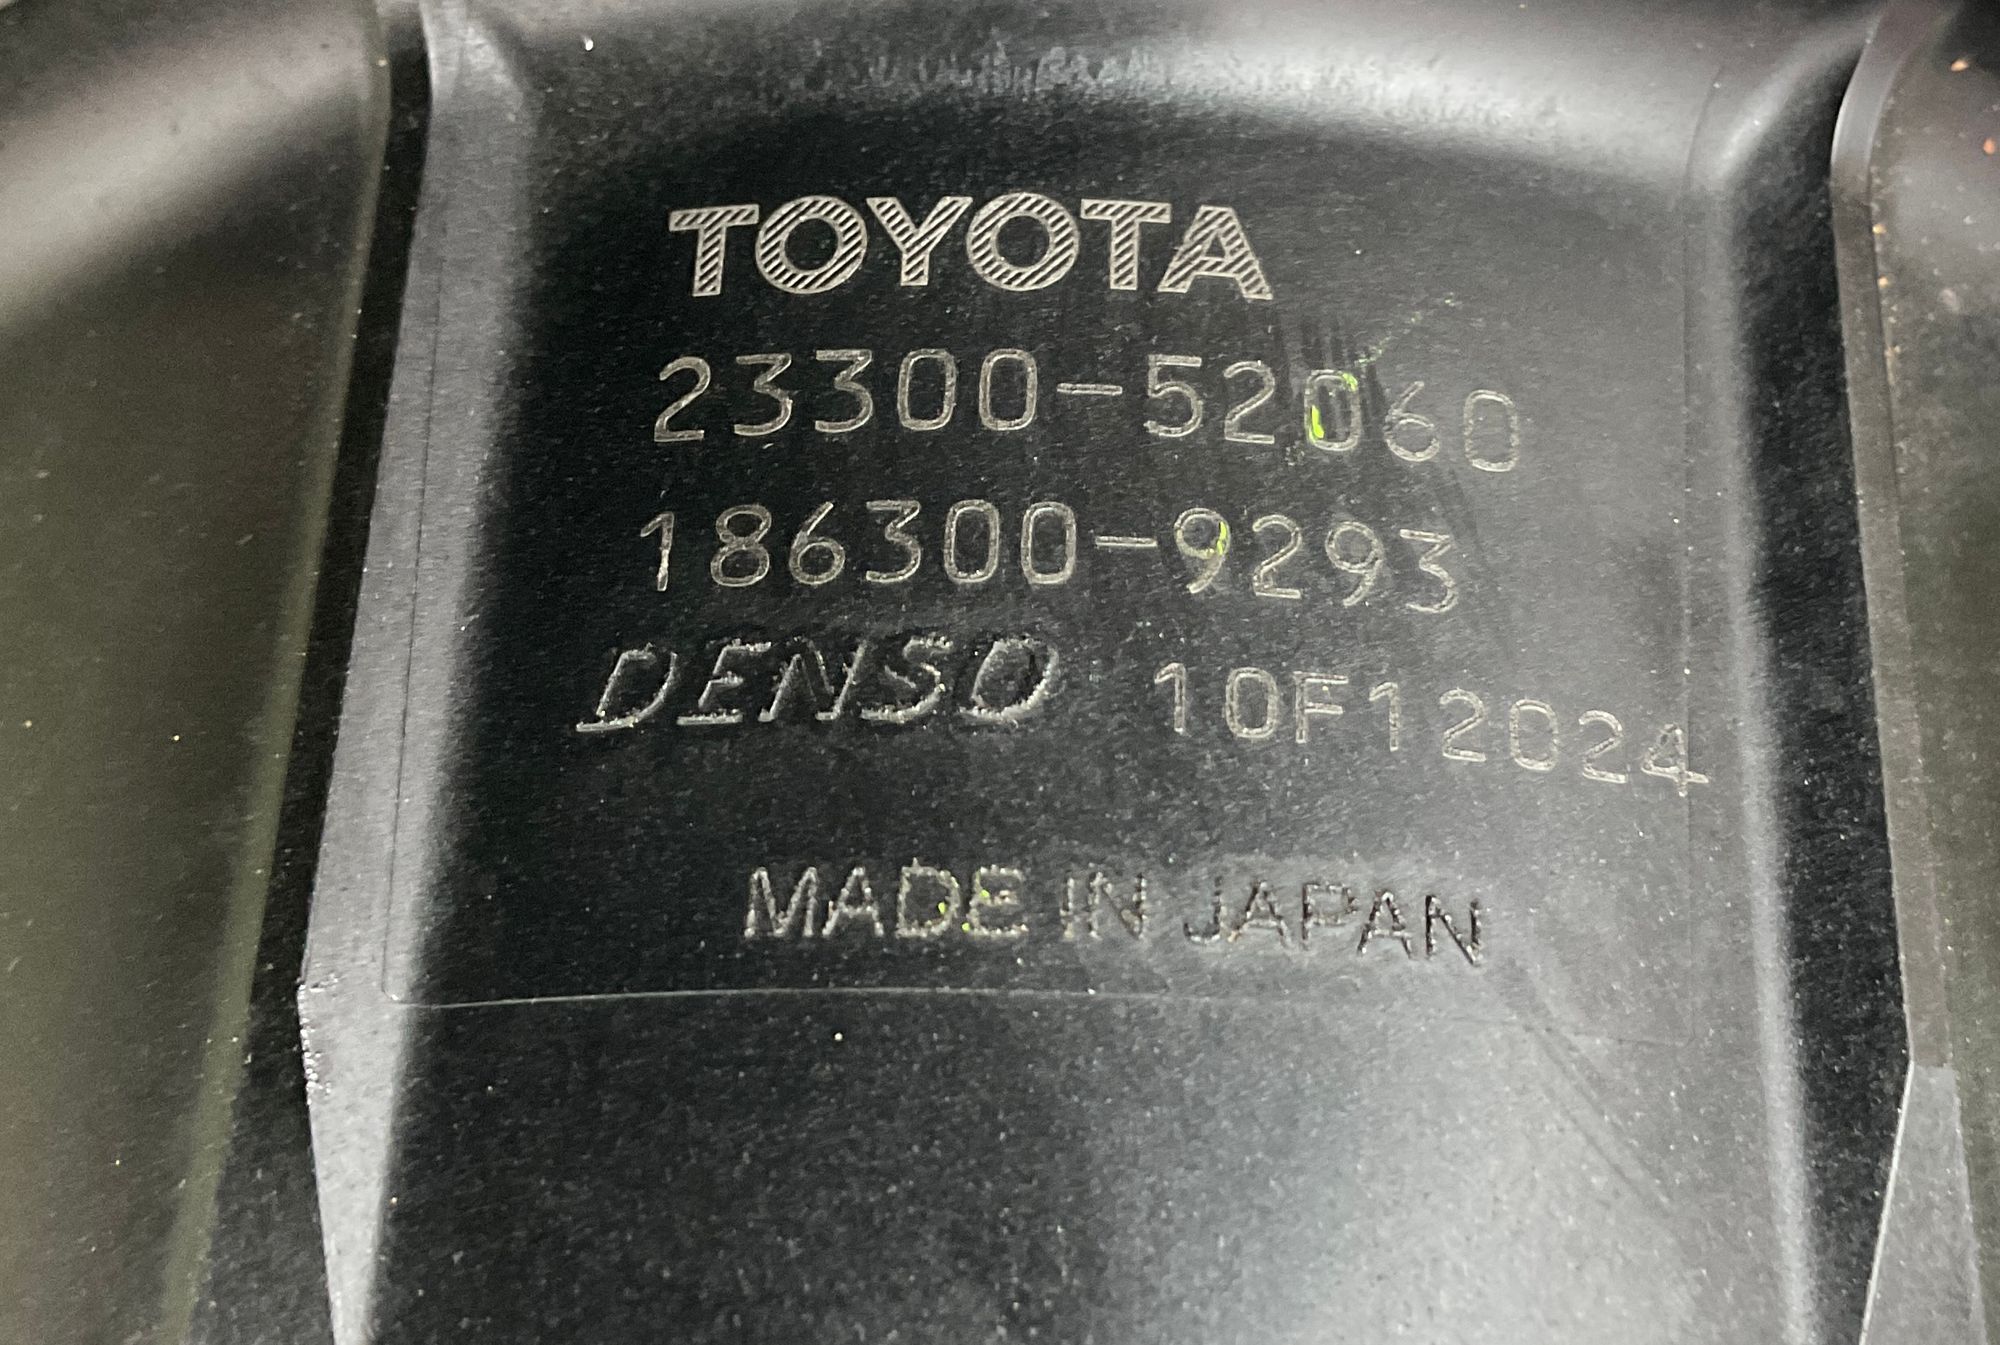 TOYOTA
23300-52060
186300-9293
DENSO 10F12024
MADE IN JAPAN